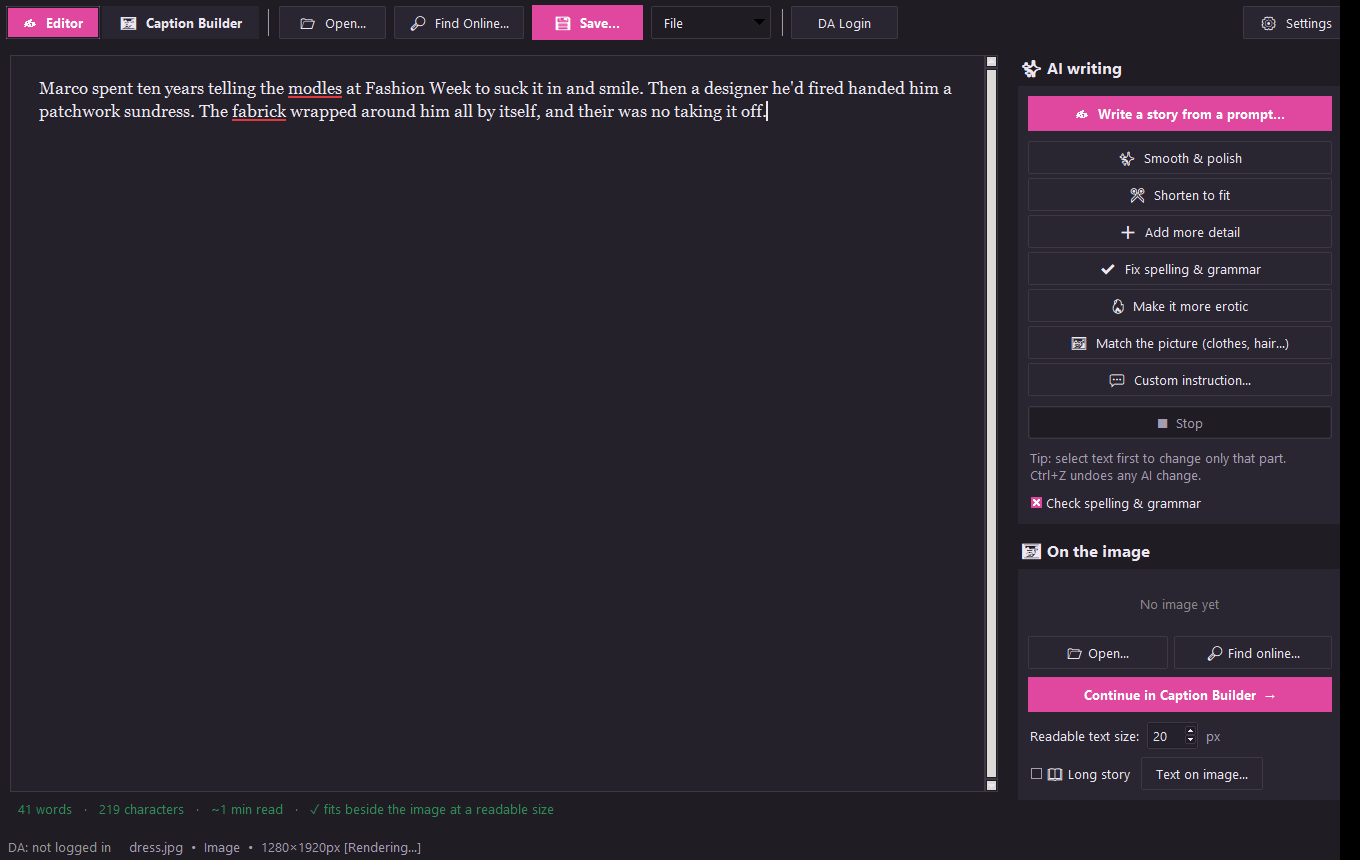 Editor
Caption Builder
Open...
Find Online...
Save...
File
DA Login
Settings
Marco spent ten years telling the modles at Fashion Week to suck it in and smile. Then a designer he'd fired handed him a
patchwork sundress. The fabrick wrapped around him all by itself, and their was no taking it off.
AI writing
Write a story from a prompt...
Smooth & polish
Shorten to fit
Add more detail
Fix spelling & grammar
Make it more erotic
Match the picture (clothes, hair...)
Custom instruction...
Stop
Tip: select text first to change only that part.
Ctrl+Z undoes any AI change.
Check spelling & grammar
On the image
No image yet
Open...
Find online...
Continue in Caption Builder →
Readable text size: 20 px
Long story
Text on image...
41 words · 219 characters · ~1 min read · ✓ fits beside the image at a readable size
DA: not logged in dress.jpg • Image • 1280×1920px [Rendering...]